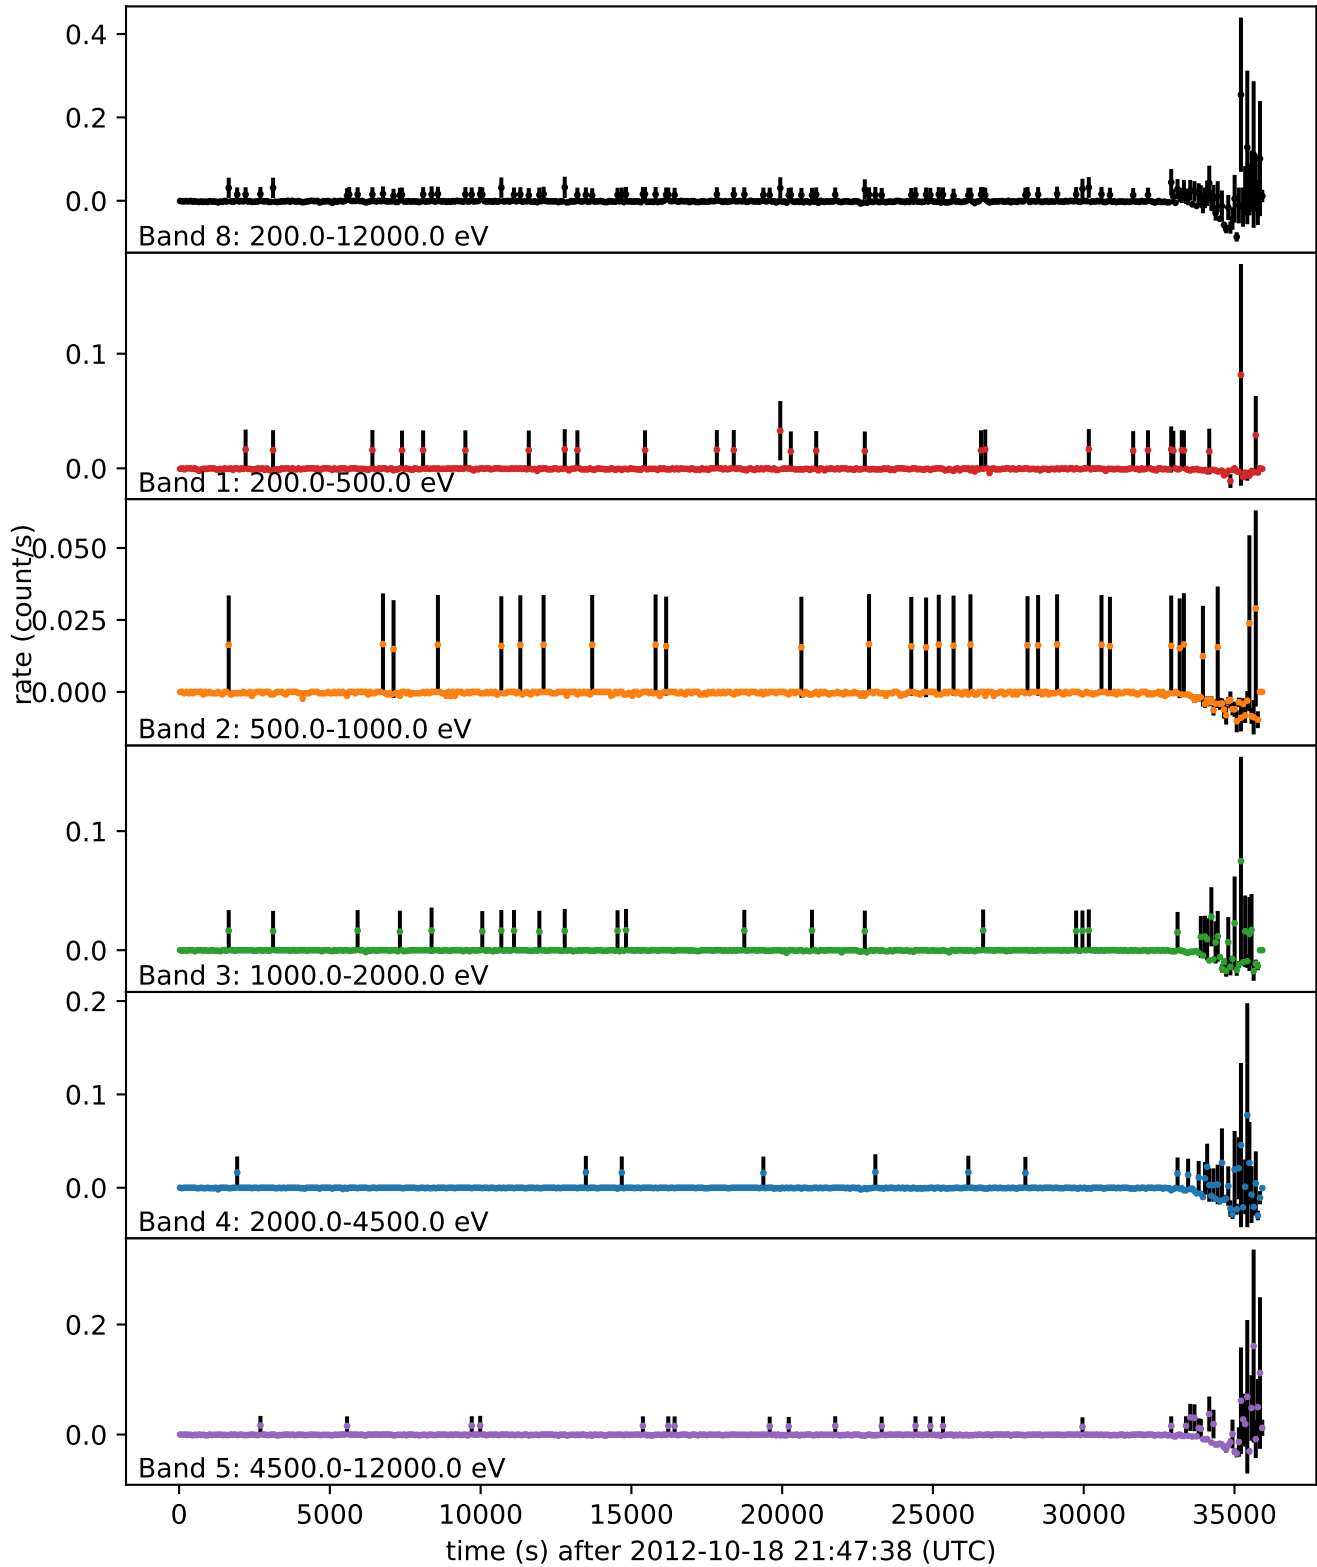 0.4
0.2
0.0
Band 8: 200.0-12000.0 eV
0.1
0.0
Band 1: 200.0-500.0 eV
rate (count/s)
0.050
0.025
0.000
Band 2: 500.0-1000.0 eV
0.1
0.0
Band 3: 1000.0-2000.0 eV
0.2
0.1
0.0
Band 4: 2000.0-4500.0 eV
0.2
0.0
Band 5: 4500.0-12000.0 eV
0 5000 10000 15000 20000 25000 30000 35000
time (s) after 2012-10-18 21:47:38 (UTC)